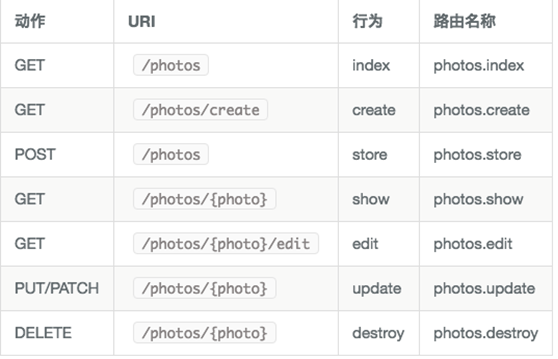 动作 URI 行为 路由名称
GET /photos index photos.index
GET /photos/create create photos.create
POST /photos store photos.store
GET /photos/{photo} show photos.show
GET /photos/{photo}/edit edit photos.edit
PUT/PATCH /photos/{photo} update photos.update
DELETE /photos/{photo} destroy photos.destroy